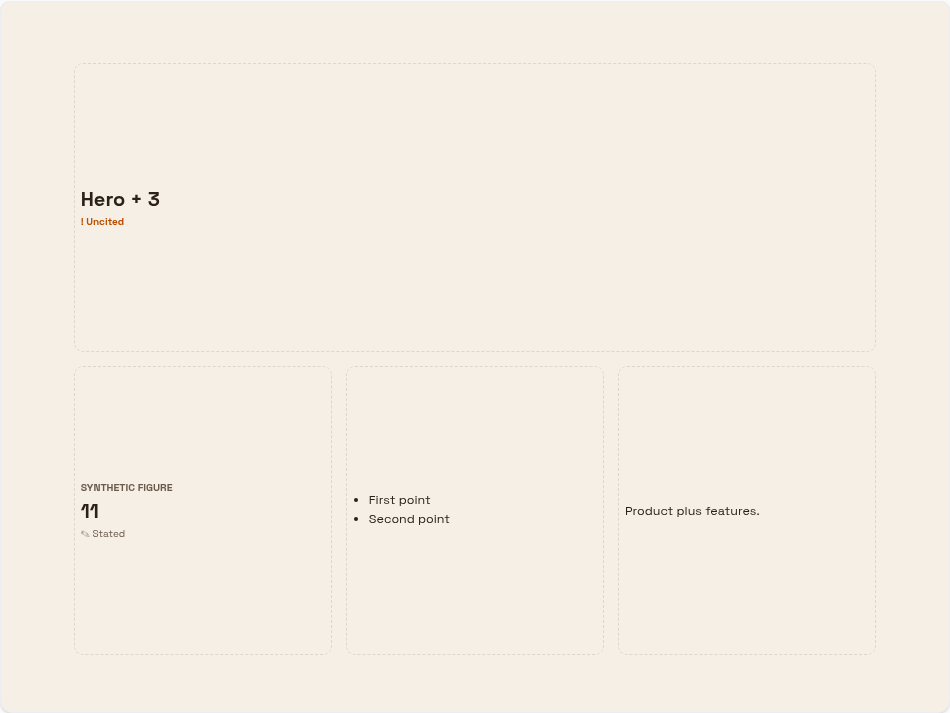 Hero + 3
! Uncited
SYNTHETIC FIGURE
11
✎ Stated
• First point
• Second point
Product plus features.